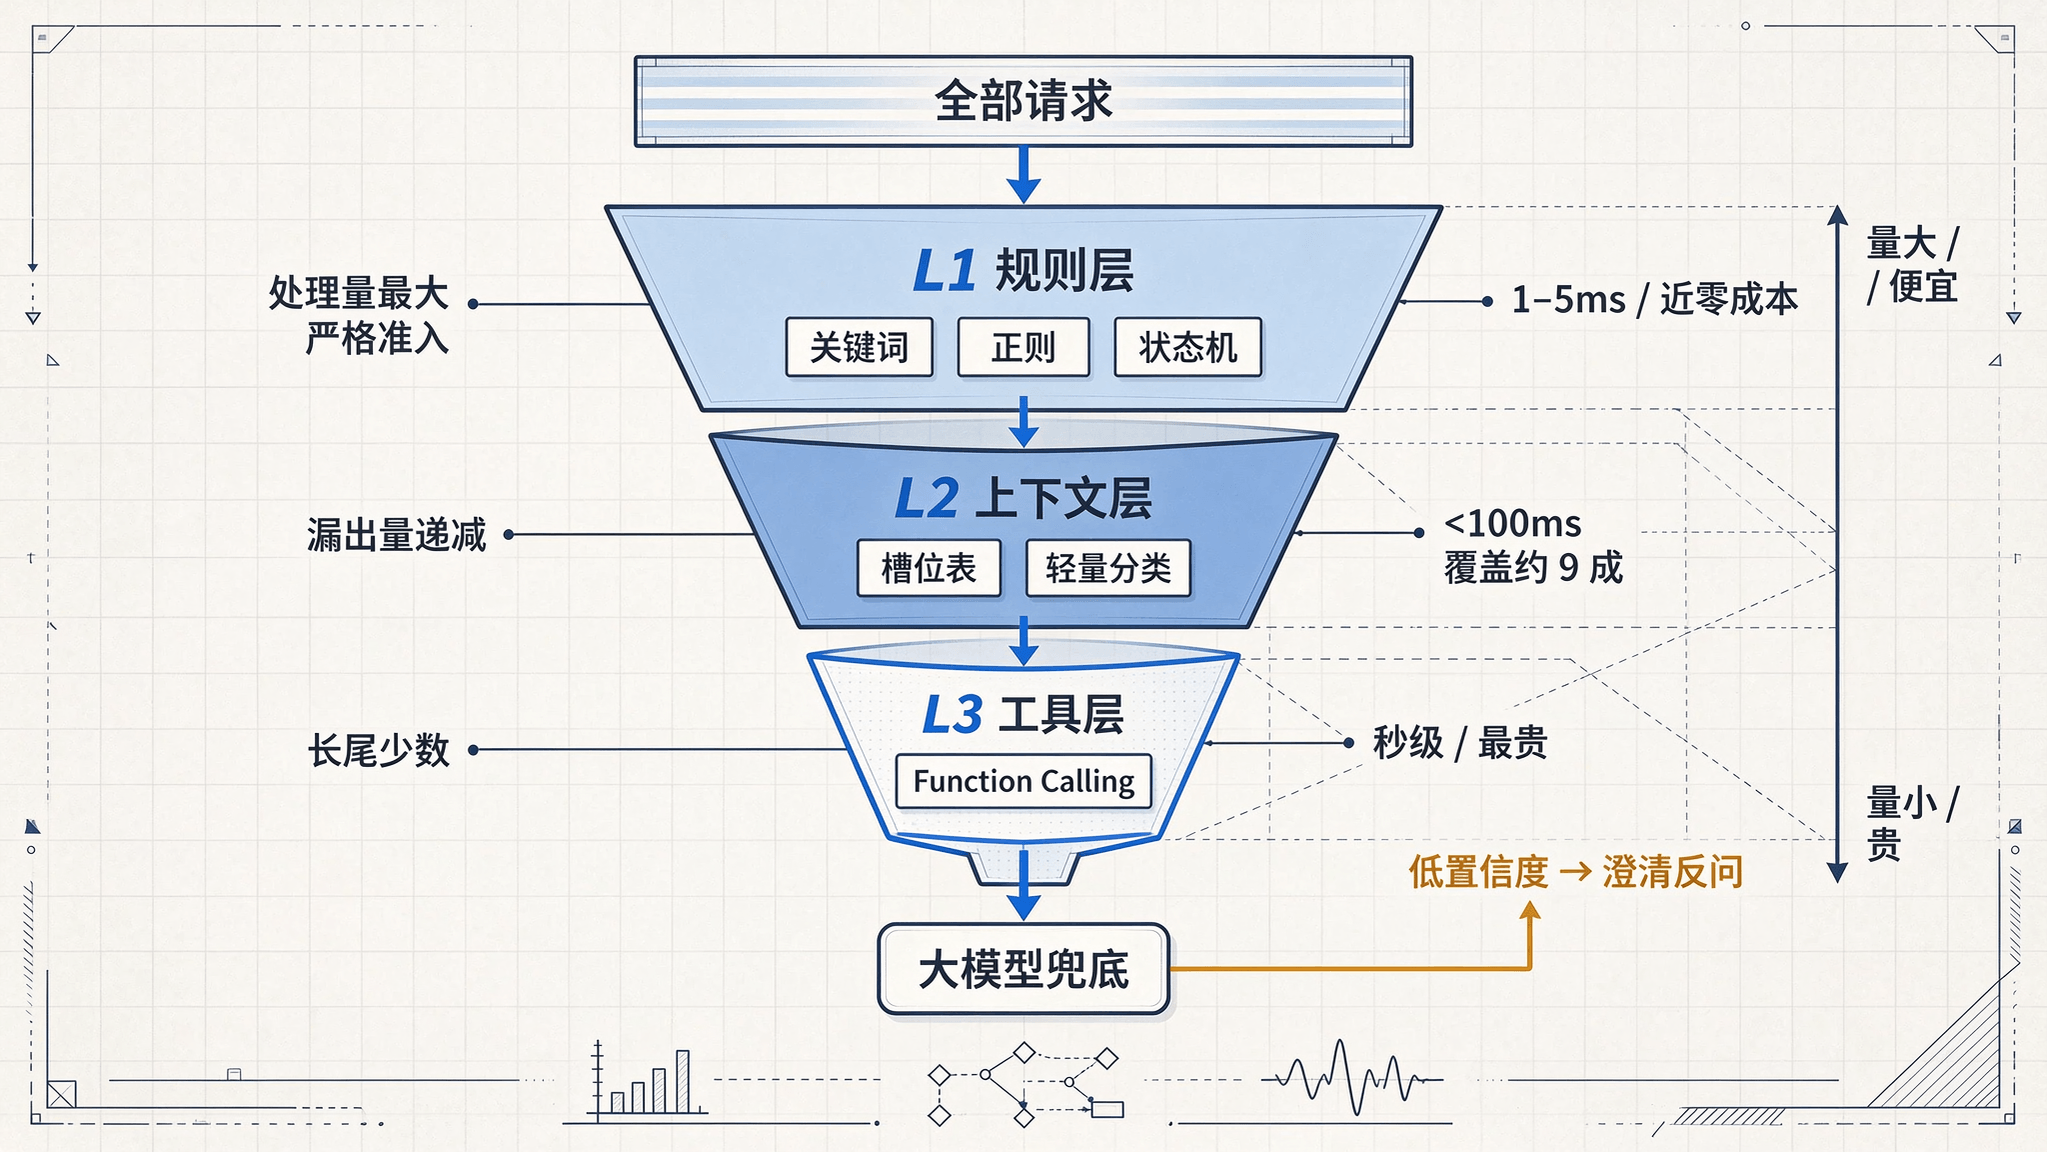 全部请求
L1 规则层
关键词
正则
状态机
处理量最大
严格准入
1–5ms / 近零成本
量大 /
/ 便宜
L2 上下文层
槽位表
轻量分类
漏出量递减
<100ms
覆盖约 9 成
L3 工具层
Function Calling
长尾少数
秒级 / 最贵
量小 /
贵
低置信度 → 澄清反问
大模型兜底